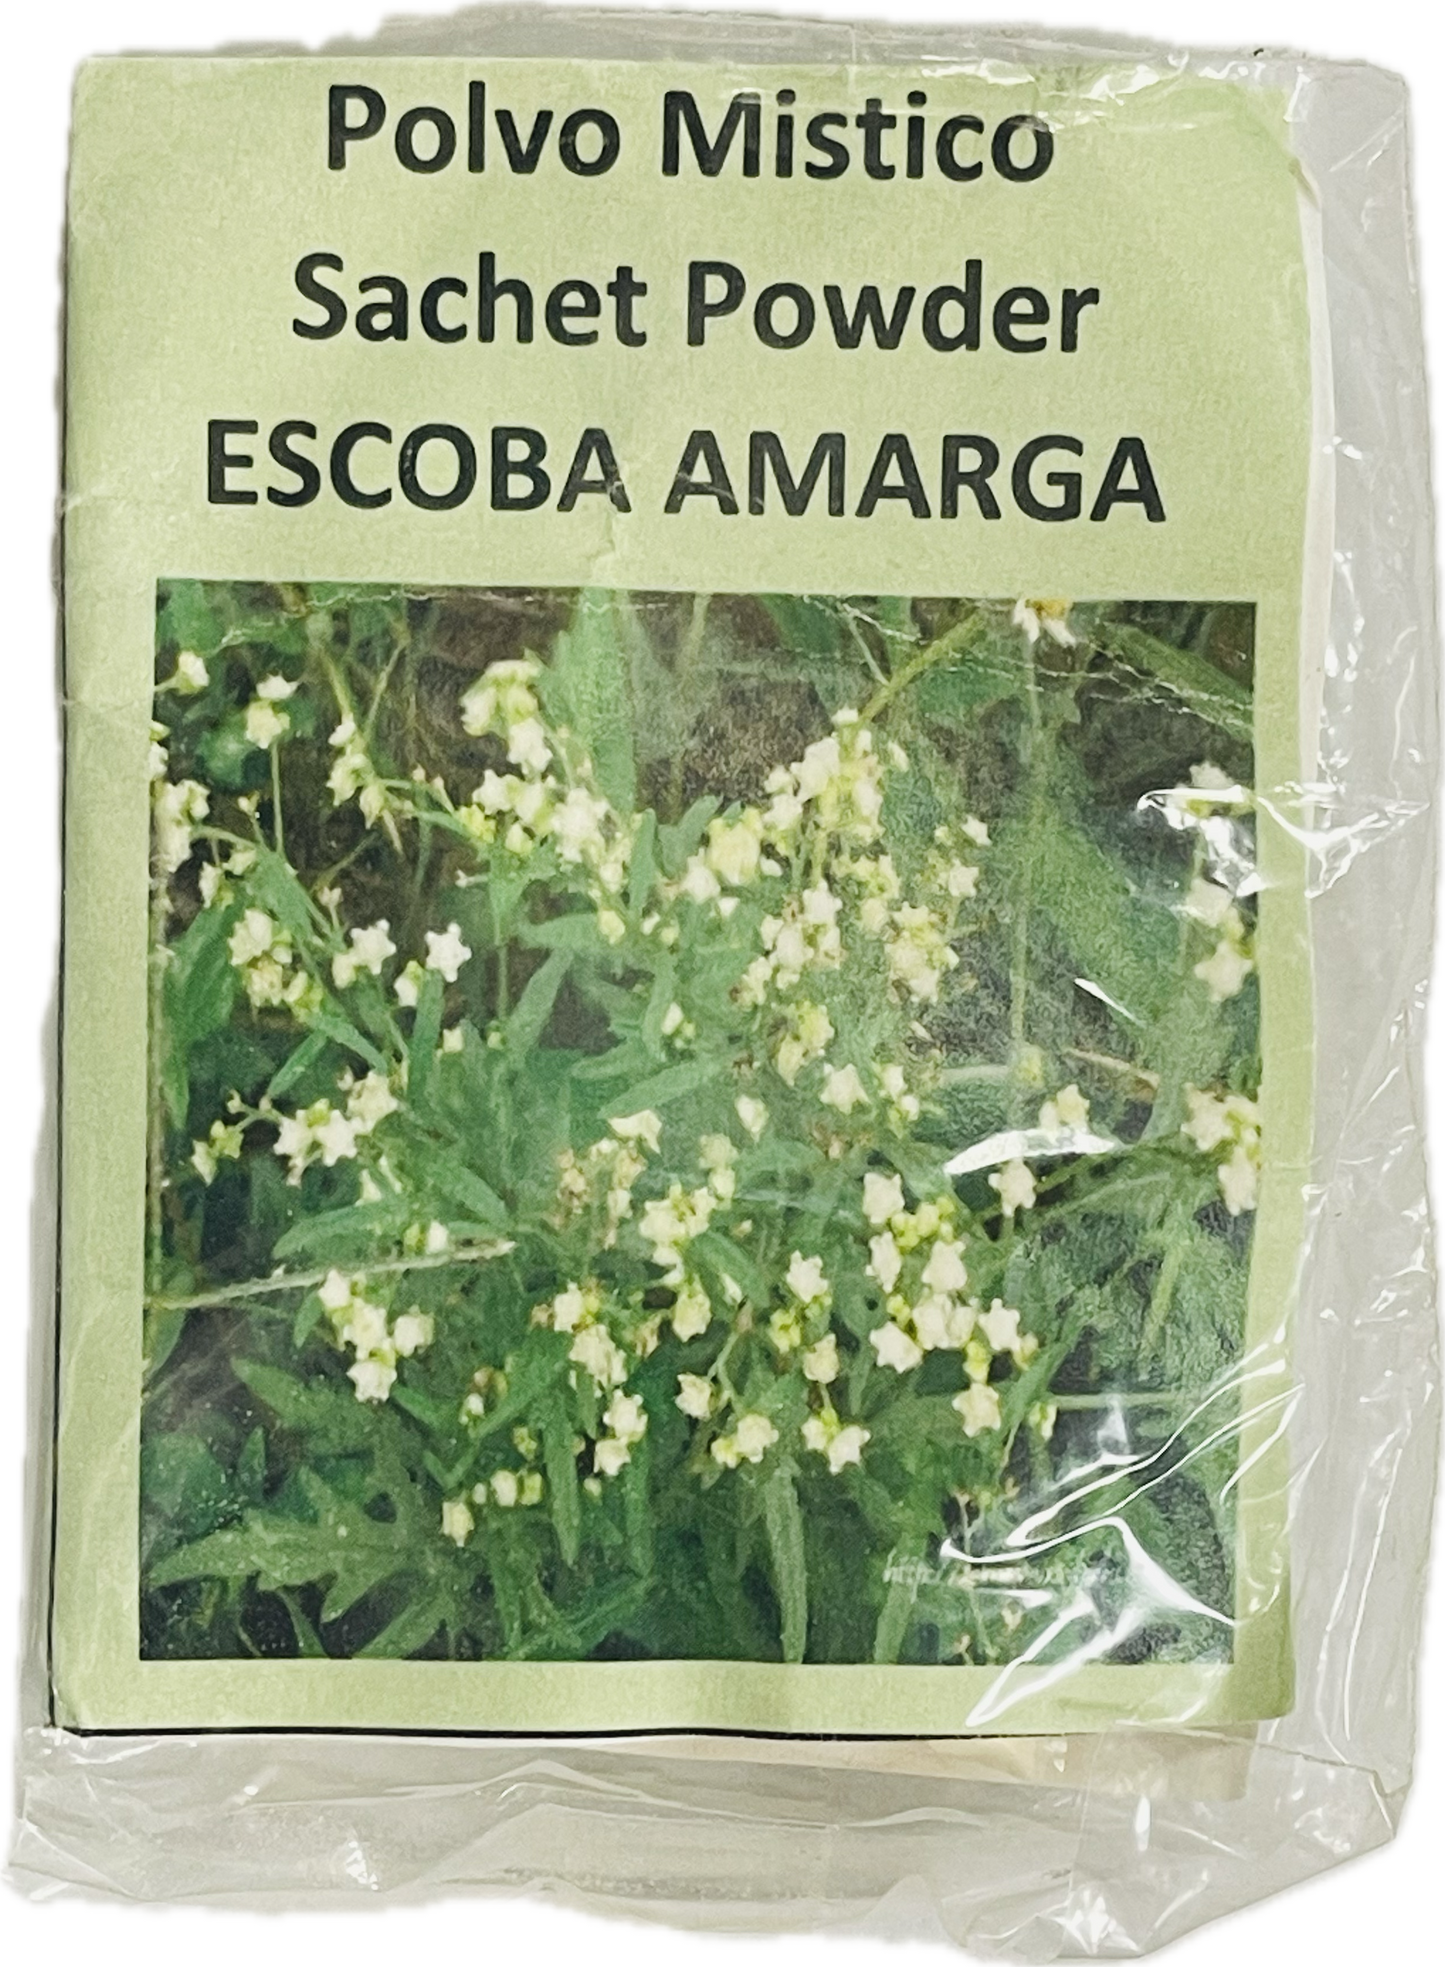 Polvo Mistico
Sachet Powder
ESCOBA AMARGA